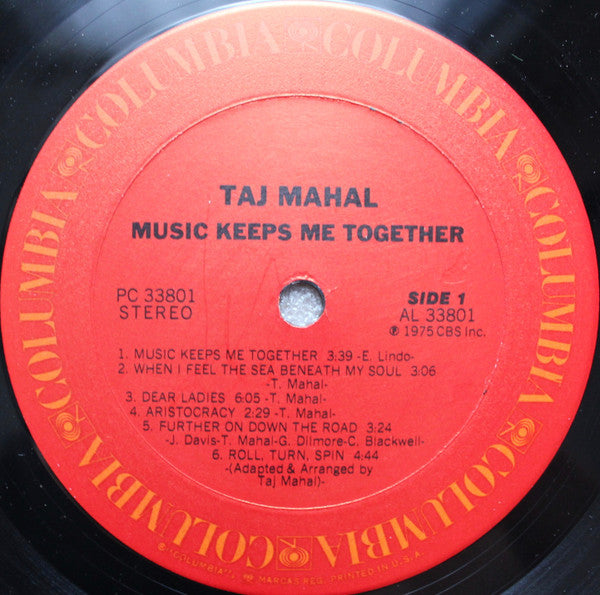 COLUMBIA COLUMBIA COLUMBIA COLUMBIA COLUMBIA COLUMBIA
TAJ MAHAL
MUSIC KEEPS ME TOGETHER
PC 33801
STEREO
SIDE 1
AL 33801
℗ 1975 CBS Inc.
1. MUSIC KEEPS ME TOGETHER 3:39 -E. Lindo-
2. WHEN I FEEL THE SEA BENEATH MY SOUL 3:06
-T. Mahal-
3. DEAR LADIES 6:05 -T. Mahal-
4. ARISTOCRACY 2:29 -T. Mahal-
5. FURTHER ON DOWN THE ROAD 3:24
-J. Davis-T. Mahal-G. Dilmore-C. Blackwell-
6. ROLL, TURN, SPIN 4:44
-(Adapted & Arranged by
Taj Mahal)-
"COLUMBIA", MARCAS REG. PRINTED IN U.S.A.